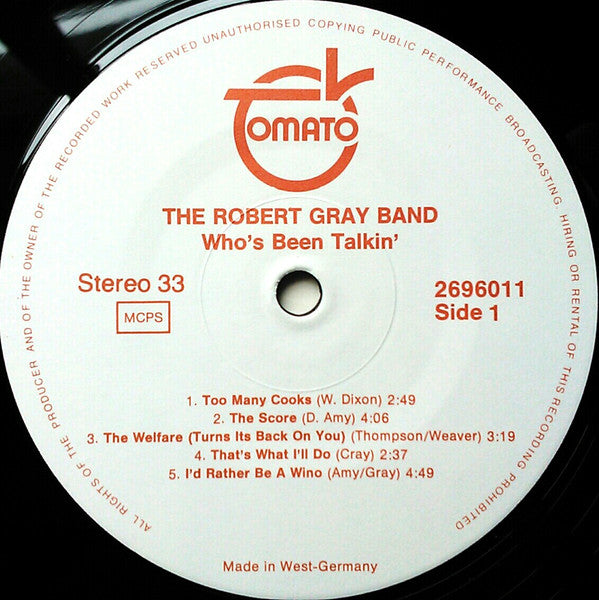 ALL RIGHTS OF THE PRODUCER AND OF THE OWNER OF THE RECORDED WORK RESERVED UNAUTHORISED COPYING PUBLIC PERFORMANCE BROADCASTING, HIRING OR RENTAL OF THIS RECORDING PROHIBITED
TOMATO
THE ROBERT GRAY BAND
Who's Been Talkin'
Stereo 33
MCPS
2696011
Side 1
1. Too Many Cooks (W. Dixon) 2:49
2. The Score (D. Amy) 4:06
3. The Welfare (Turns Its Back On You) (Thompson/Weaver) 3:19
4. That's What I'll Do (Cray) 2:37
5. I'd Rather Be A Wino (Amy/Gray) 4:49
Made in West-Germany